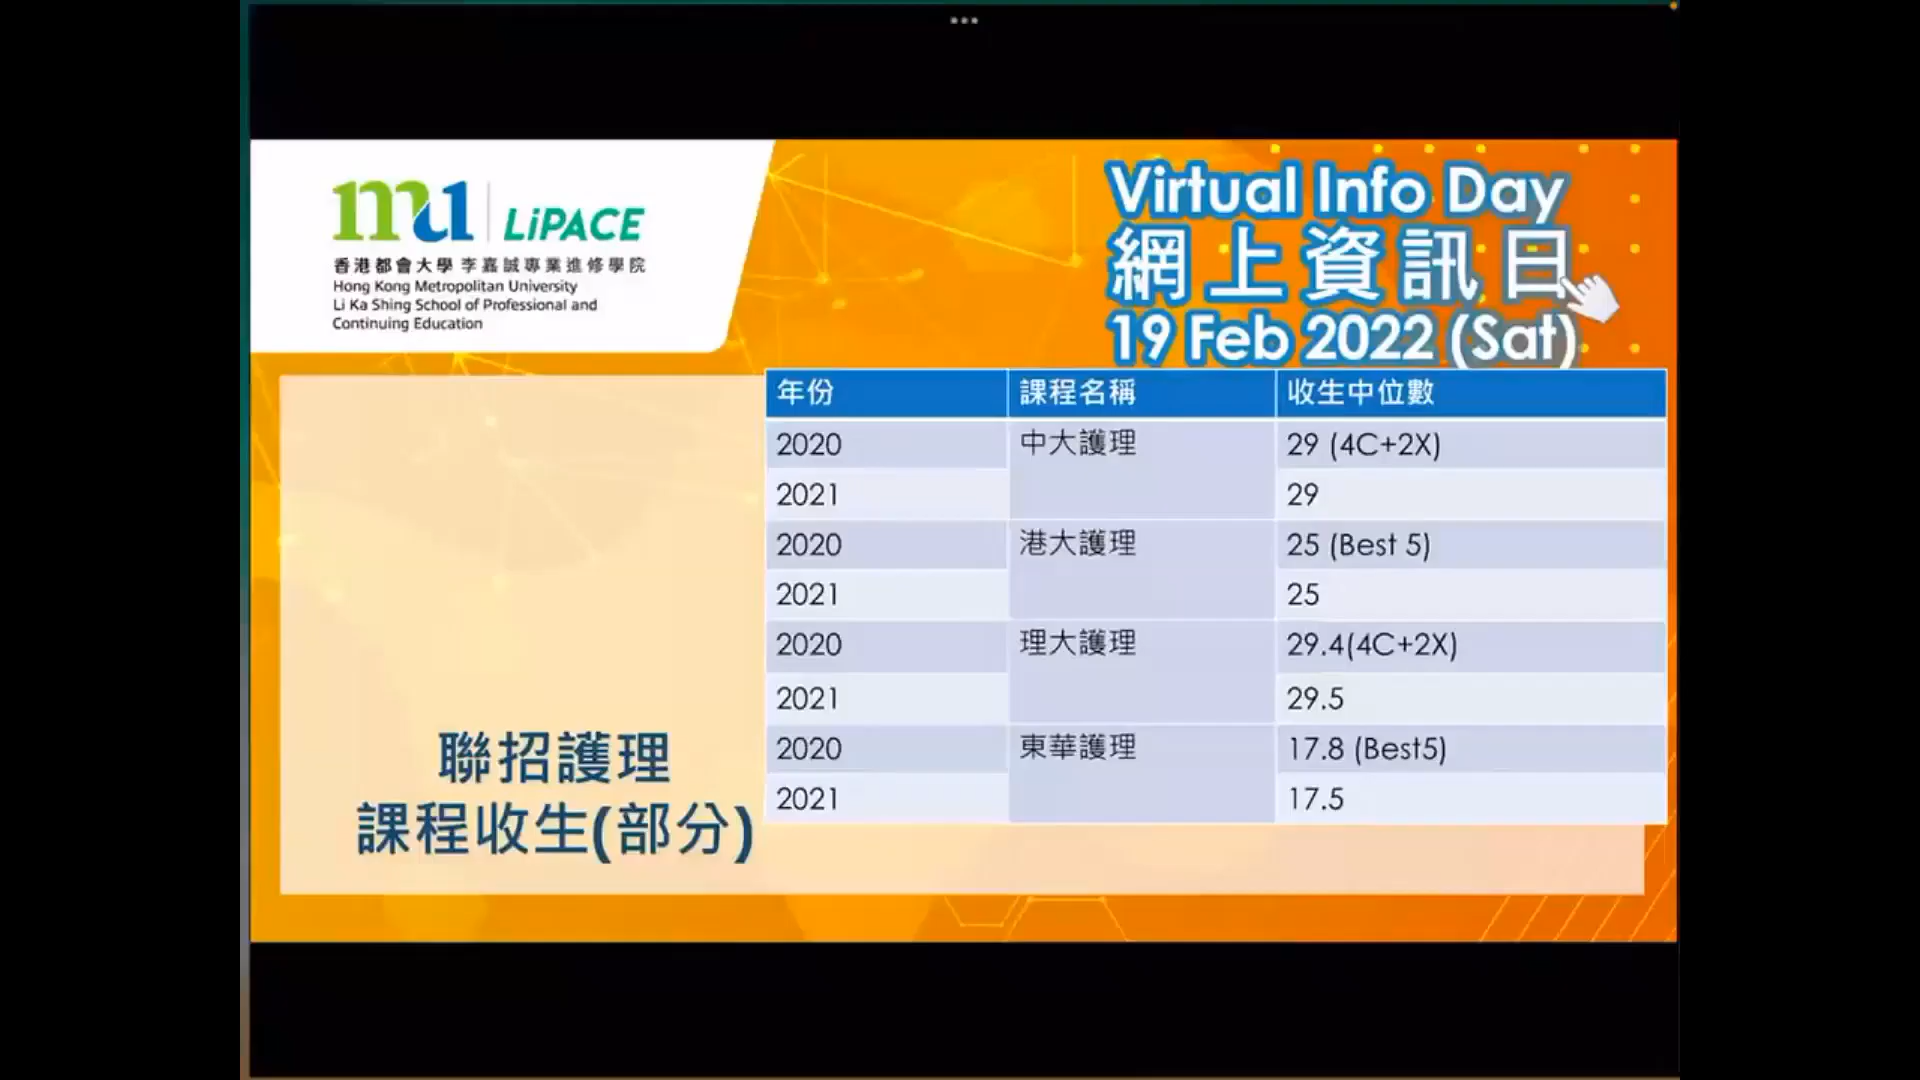 mu LiPACE
香港都會大學 李嘉誠專業進修學院
Hong Kong Metropolitan University
Li Ka Shing School of Professional and
Continuing Education
Virtual Info Day
網上資訊日
19 Feb 2022 (Sat)
聯招護理
課程收生(部分)
年份 課程名稱 收生中位數
2020 中大護理 29 (4C+2X)
2021 29
2020 港大護理 25 (Best 5)
2021 25
2020 理大護理 29.4(4C+2X)
2021 29.5
2020 東華護理 17.8 (Best5)
2021 17.5